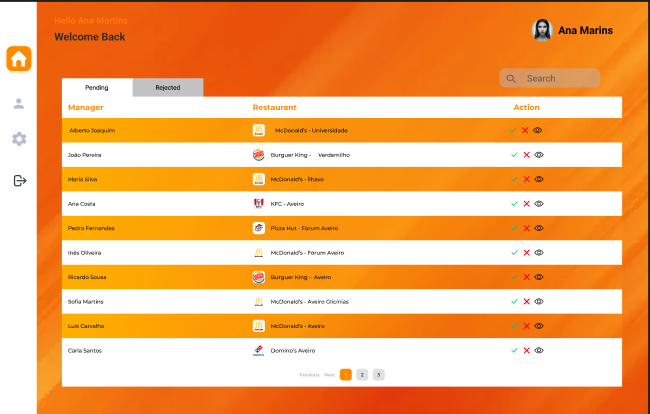 Hello Ana Martins
Welcome Back
Ana Marins
Search
Pending Rejected
Manager Restaurant Action
Alberto Joaquim McDonald's - Universidade
João Pereira Burguer King - Verdemilho
Maria Silva McDonald's - Ílhavo
Ana Costa KFC - Aveiro
Pedro Fernandes Pizza Hut - Fórum Aveiro
Inês Oliveira McDonald's - Fórum Aveiro
Ricardo Sousa Burguer King - Aveiro
Sofia Martins McDonald's - Aveiro Glicínias
Luís Carvalho McDonald's - Aveiro
Carla Santos Domino's Aveiro
Previous Next 1 2 3